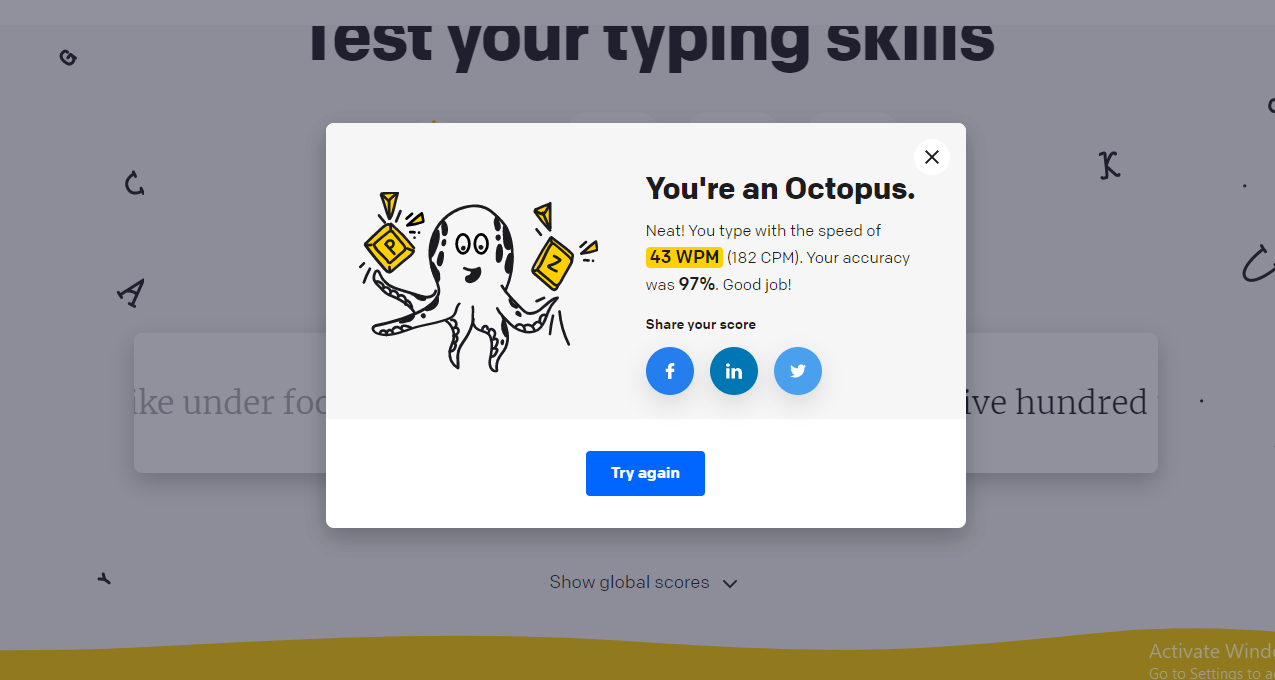 Test your typing skills
G
C
K
A
You're an Octopus.
P
Z
Neat! You type with the speed of
43 WPM (182 CPM). Your accuracy
was 97%. Good job!
Share your score
f
in
ike under foo
ive hundred
Try again
Show global scores
Y
Activate Wind
Go to Settings to a